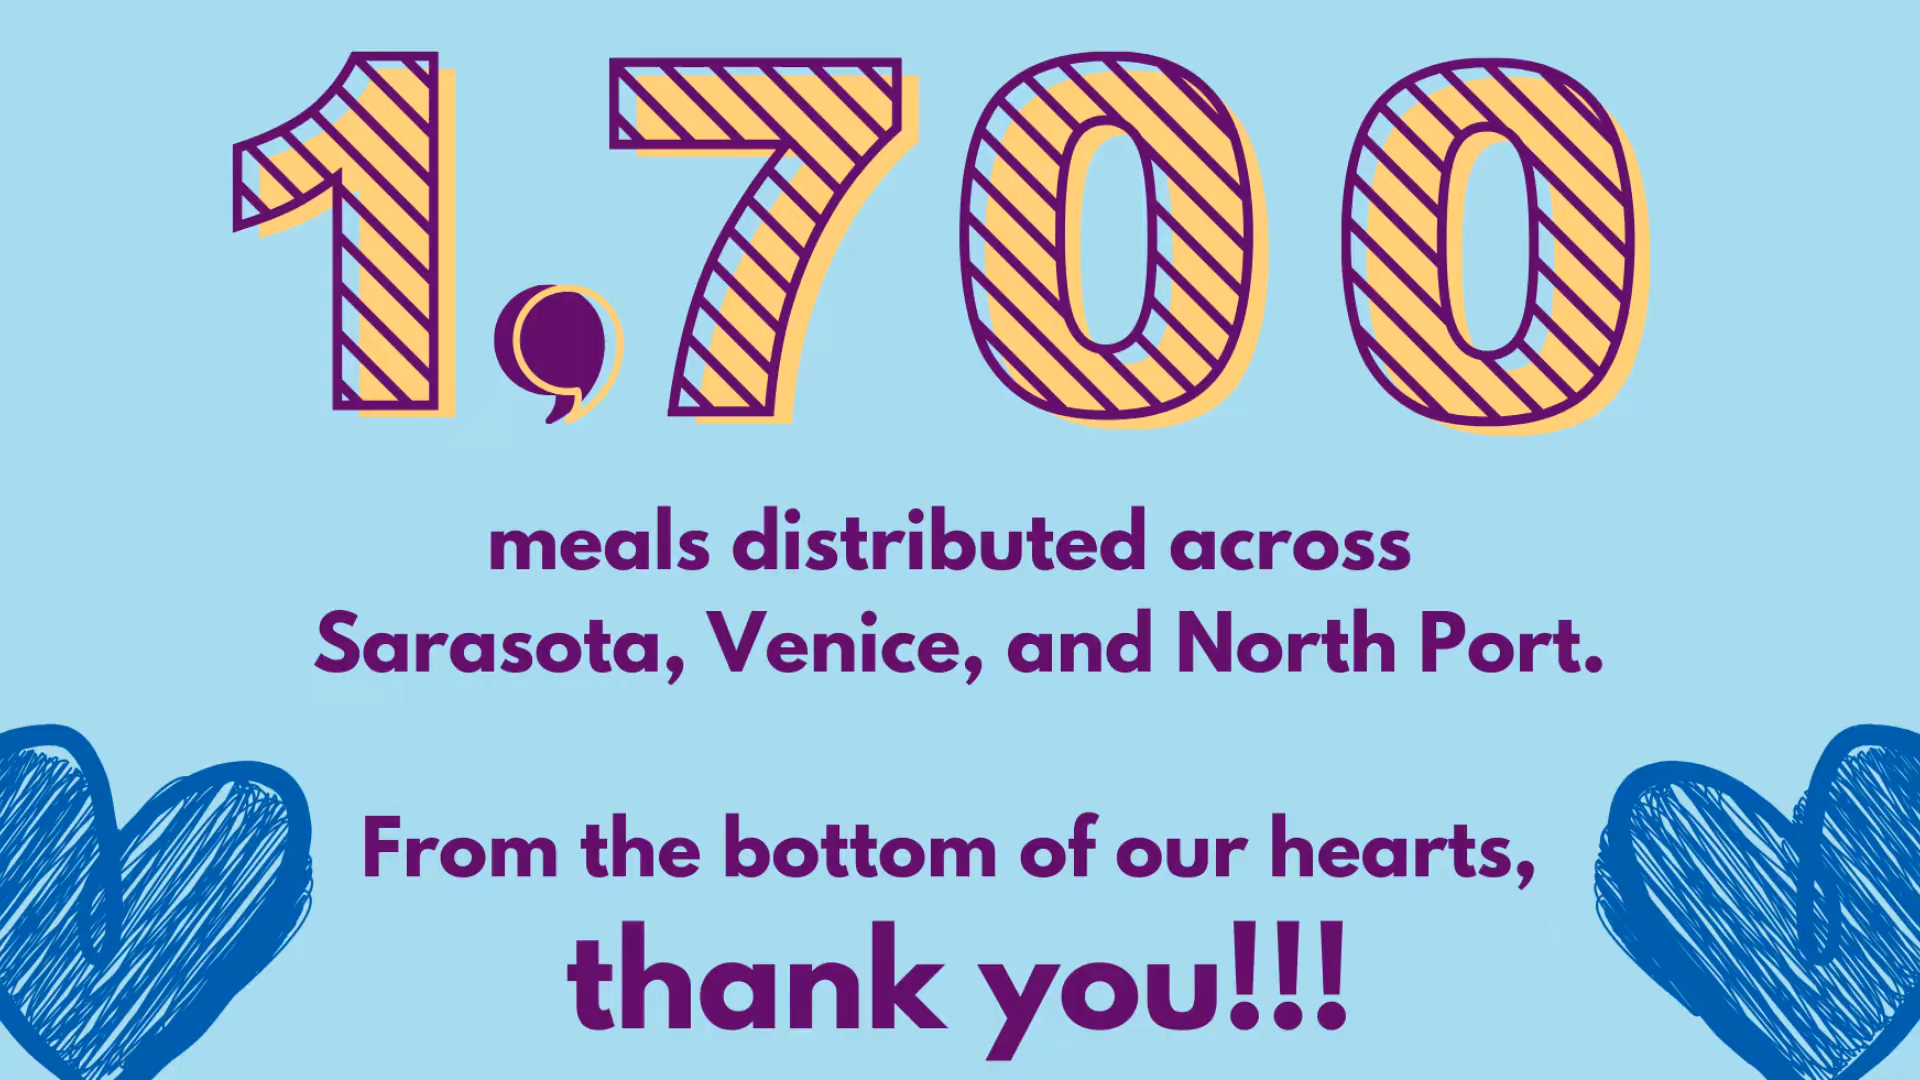 1,700
meals distributed across
Sarasota, Venice, and North Port.
From the bottom of our hearts,
thank you!!!